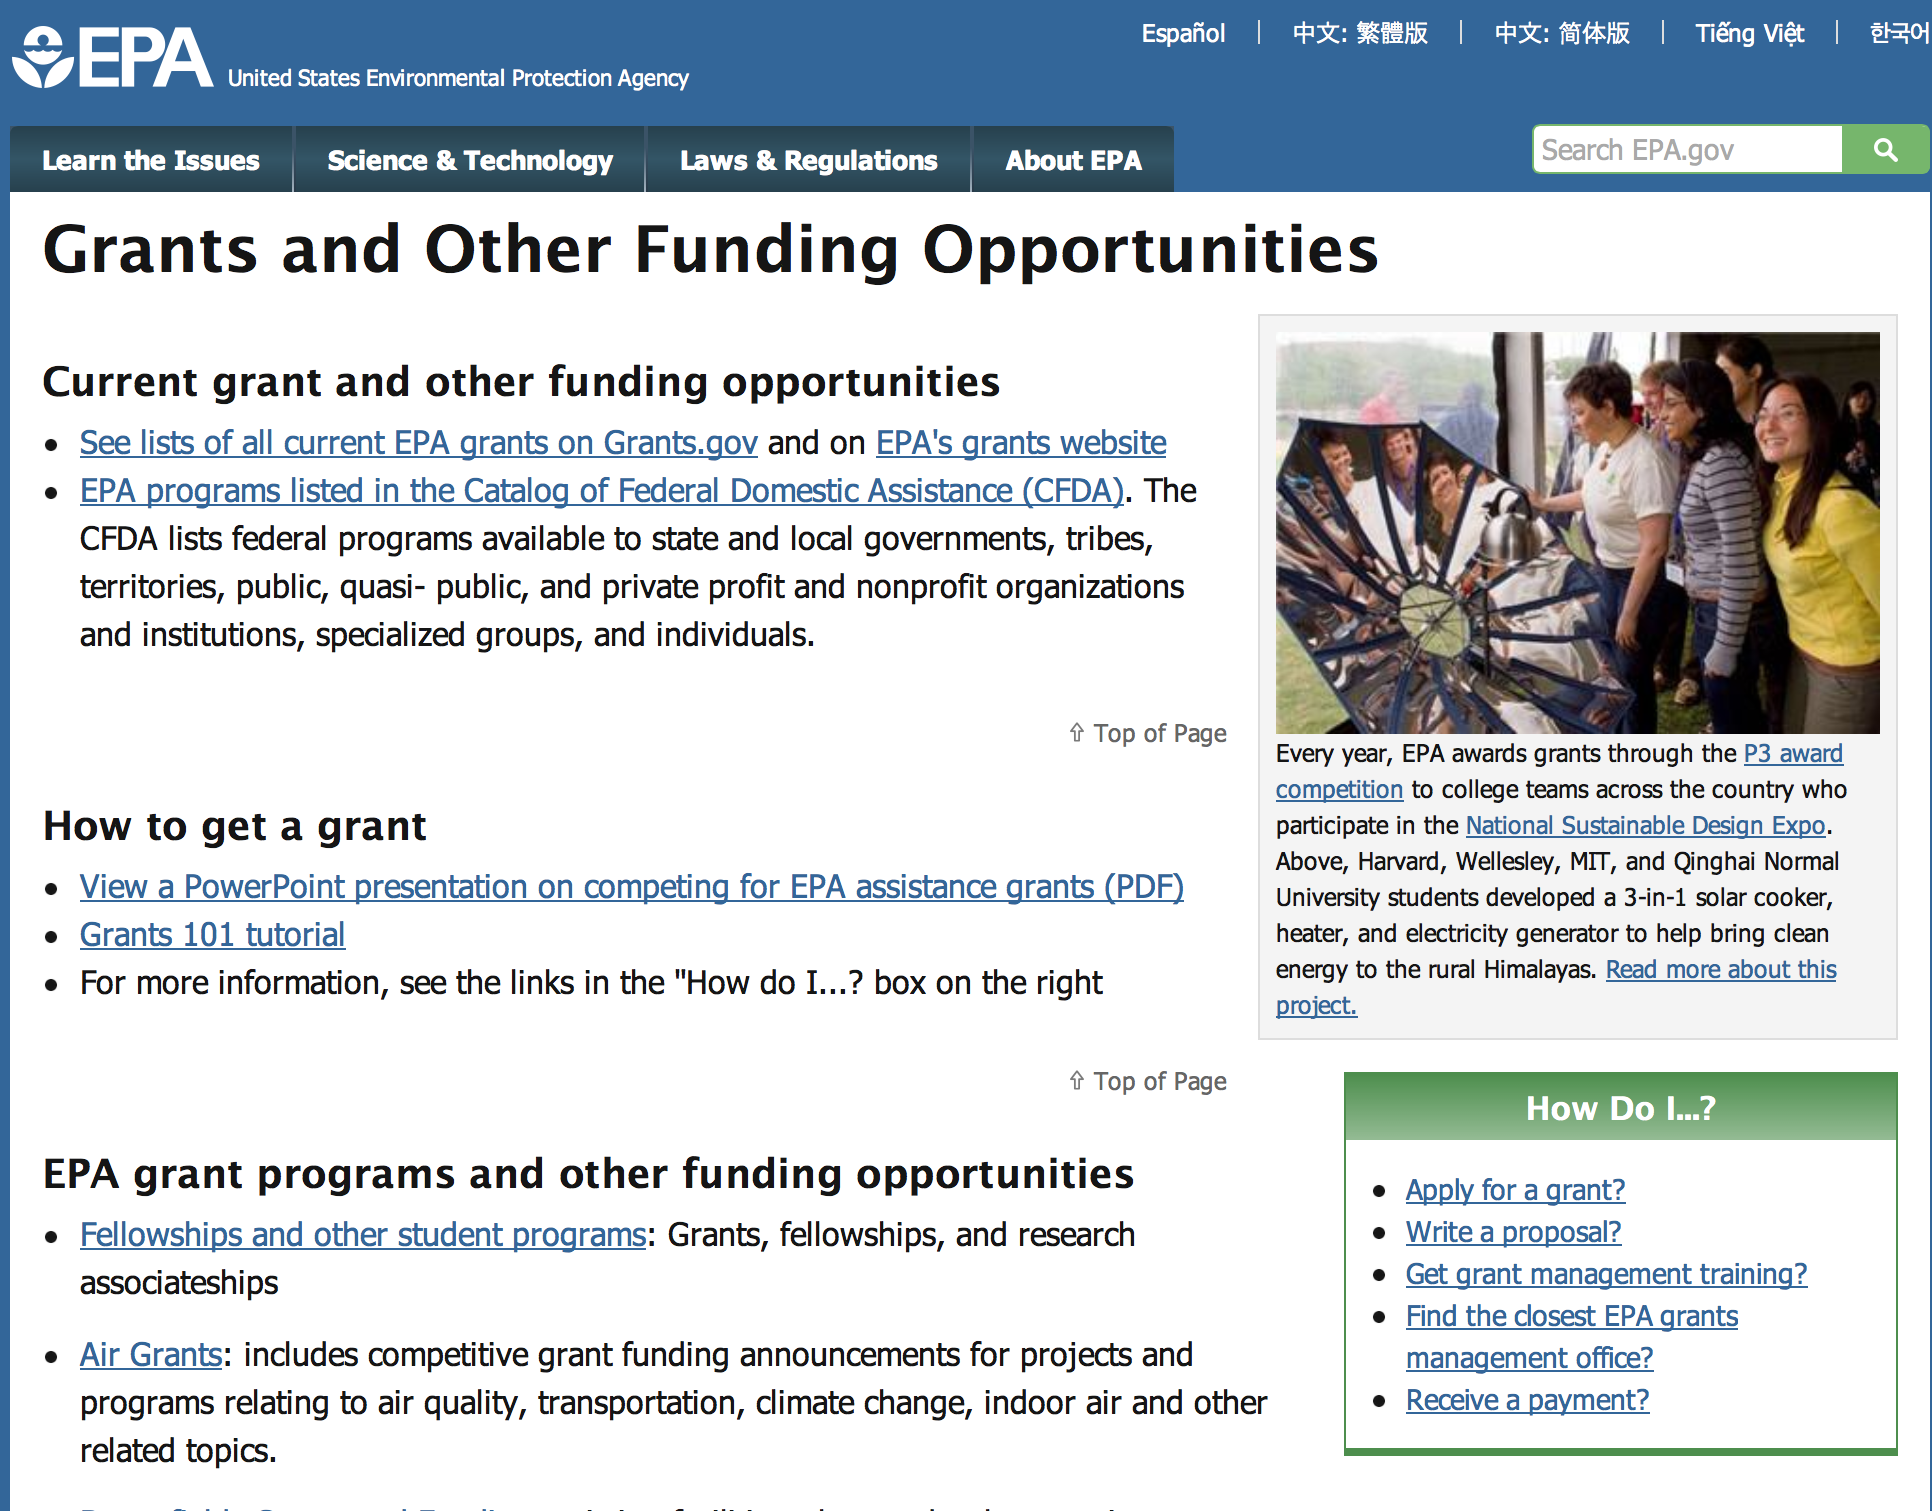 EPA United States Environmental Protection Agency
Español | 中文: 繁體版 | 中文: 简体版 | Tiếng Việt | 한국어
Learn the Issues
Science & Technology
Laws & Regulations
About EPA
Search EPA.gov
Grants and Other Funding Opportunities
Current grant and other funding opportunities
• See lists of all current EPA grants on Grants.gov and on EPA's grants website
• EPA programs listed in the Catalog of Federal Domestic Assistance (CFDA). The
CFDA lists federal programs available to state and local governments, tribes,
territories, public, quasi- public, and private profit and nonprofit organizations
and institutions, specialized groups, and individuals.
⇧ Top of Page
How to get a grant
• View a PowerPoint presentation on competing for EPA assistance grants (PDF)
• Grants 101 tutorial
• For more information, see the links in the "How do I...? box on the right
⇧ Top of Page
EPA grant programs and other funding opportunities
• Fellowships and other student programs: Grants, fellowships, and research
associateships
• Air Grants: includes competitive grant funding announcements for projects and
programs relating to air quality, transportation, climate change, indoor air and other
related topics.
Every year, EPA awards grants through the P3 award
competition to college teams across the country who
participate in the National Sustainable Design Expo.
Above, Harvard, Wellesley, MIT, and Qinghai Normal
University students developed a 3-in-1 solar cooker,
heater, and electricity generator to help bring clean
energy to the rural Himalayas. Read more about this
project.
How Do I...?
• Apply for a grant?
• Write a proposal?
• Get grant management training?
• Find the closest EPA grants
management office?
• Receive a payment?